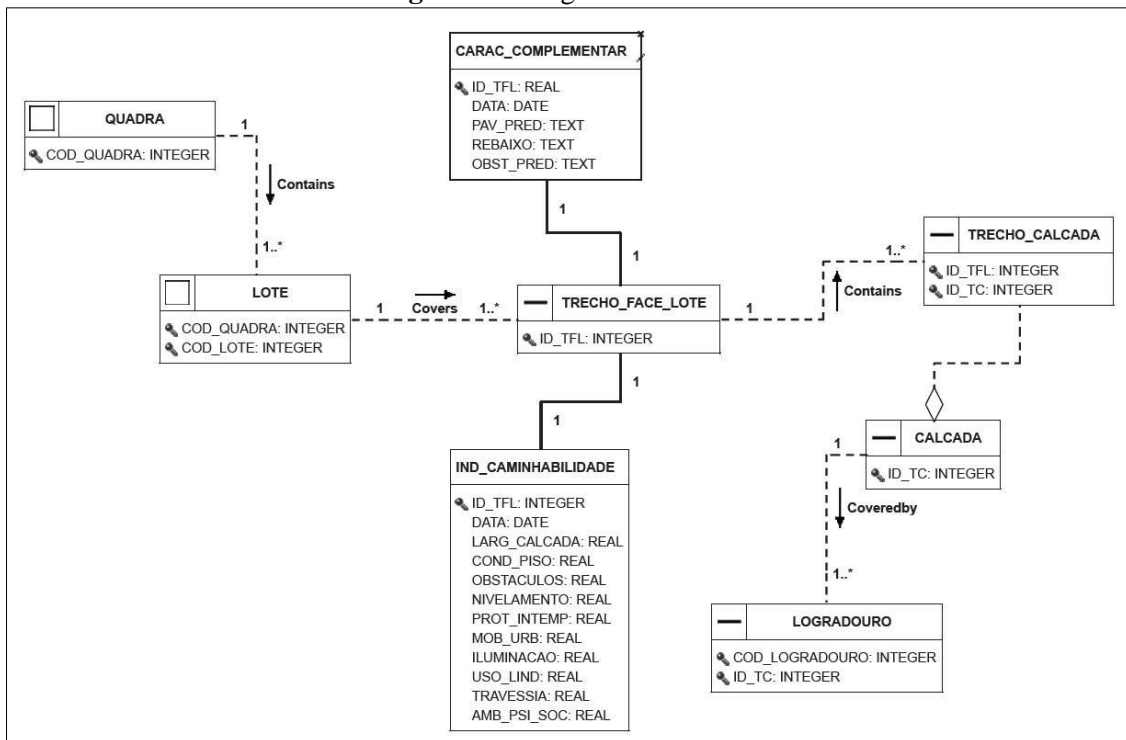 CARAC_COMPLEMENTAR
ID_TFL: REAL
DATA: DATE
PAV_PRED: TEXT
REBAIXO: TEXT
OBST_PRED: TEXT
QUADRA
COD_QUADRA: INTEGER
1
Contains
1..*
LOTE
COD_QUADRA: INTEGER
COD_LOTE: INTEGER
1
Covers
1..*
1
1
TRECHO_FACE_LOTE
ID_TFL: INTEGER
1
Contains
1..*
TRECHO_CALCADA
ID_TFL: INTEGER
ID_TC: INTEGER
1
1
IND_CAMINHABILIDADE
ID_TFL: INTEGER
DATA: DATE
LARG_CALCADA: REAL
COND_PISO: REAL
OBSTACULOS: REAL
NIVELAMENTO: REAL
PROT_INTEMP: REAL
MOB_URB: REAL
ILUMINACAO: REAL
USO_LIND: REAL
TRAVESSIA: REAL
AMB_PSI_SOC: REAL
CALCADA
ID_TC: INTEGER
1
Coveredby
1..*
LOGRADOURO
COD_LOGRADOURO: INTEGER
ID_TC: INTEGER